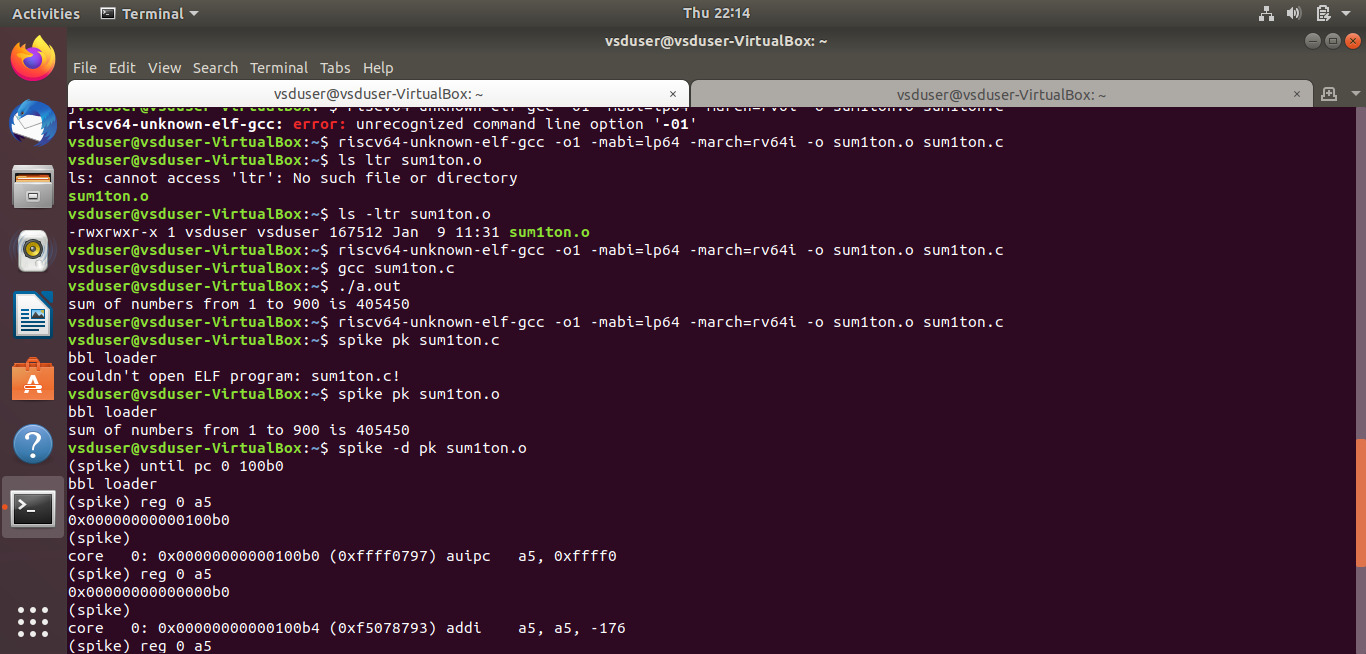 Activities Terminal Thu 22:14
vsduser@vsduser-VirtualBox: ~
File Edit View Search Terminal Tabs Help
vsduser@vsduser-VirtualBox: ~ × vsduser@vsduser-VirtualBox: ~ ×
riscv64-unknown-elf-gcc: error: unrecognized command line option '-01'
vsduser@vsduser-VirtualBox:~$ riscv64-unknown-elf-gcc -o1 -mabi=lp64 -march=rv64i -o sum1ton.o sum1ton.c
vsduser@vsduser-VirtualBox:~$ ls ltr sum1ton.o
ls: cannot access 'ltr': No such file or directory
sum1ton.o
vsduser@vsduser-VirtualBox:~$ ls -ltr sum1ton.o
-rwxrwxr-x 1 vsduser vsduser 167512 Jan  9 11:31 sum1ton.o
vsduser@vsduser-VirtualBox:~$ riscv64-unknown-elf-gcc -o1 -mabi=lp64 -march=rv64i -o sum1ton.o sum1ton.c
vsduser@vsduser-VirtualBox:~$ gcc sum1ton.c
vsduser@vsduser-VirtualBox:~$ ./a.out
sum of numbers from 1 to 900 is 405450
vsduser@vsduser-VirtualBox:~$ riscv64-unknown-elf-gcc -o1 -mabi=lp64 -march=rv64i -o sum1ton.o sum1ton.c
vsduser@vsduser-VirtualBox:~$ spike pk sum1ton.c
bbl loader
couldn't open ELF program: sum1ton.c!
vsduser@vsduser-VirtualBox:~$ spike pk sum1ton.o
bbl loader
sum of numbers from 1 to 900 is 405450
vsduser@vsduser-VirtualBox:~$ spike -d pk sum1ton.o
(spike) until pc 0 100b0
bbl loader
(spike) reg 0 a5
0x00000000000100b0
(spike)
core   0: 0x00000000000100b0 (0xffff0797) auipc   a5, 0xffff0
(spike) reg 0 a5
0x00000000000000b0
(spike)
core   0: 0x00000000000100b4 (0xf5078793) addi    a5, a5, -176
(spike) reg 0 a5